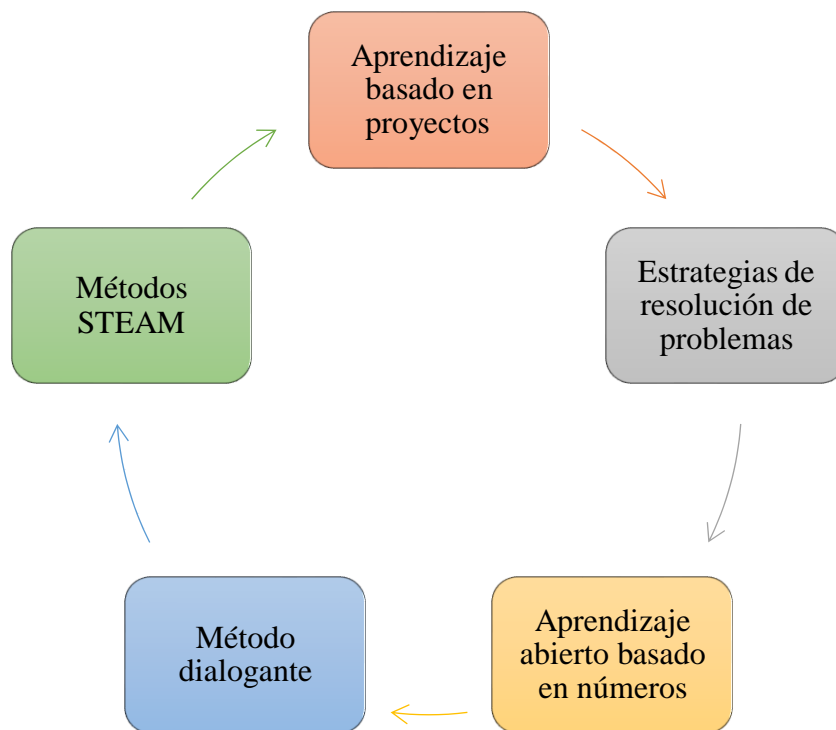 Aprendizaje
basado en
proyectos
Estrategias de
resolución de
problemas
Aprendizaje
abierto basado
en números
Método
dialogante
Métodos
STEAM